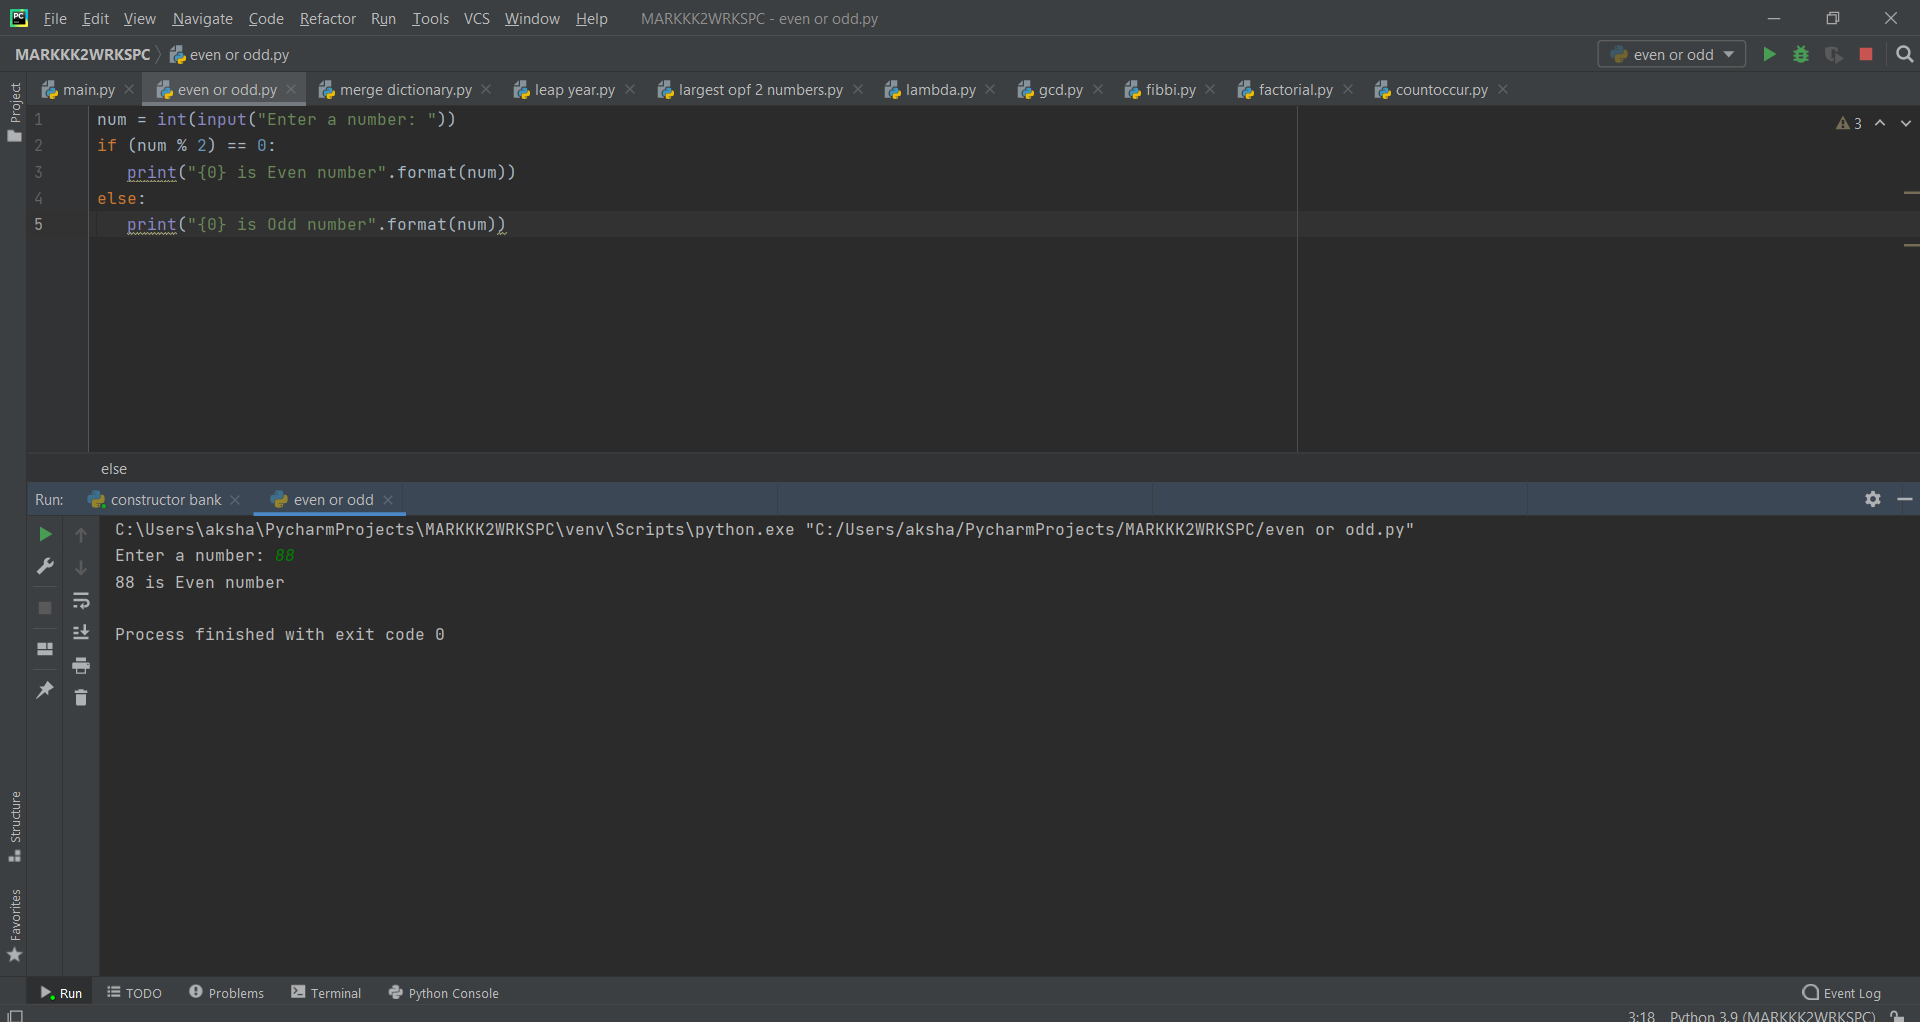 PC File Edit View Navigate Code Refactor Run Tools VCS Window Help MARKKK2WRKSPC - even or odd.py
MARKKK2WRKSPC even or odd.py even or odd
main.py even or odd.py merge dictionary.py leap year.py largest opf 2 numbers.py lambda.py gcd.py fibbi.py factorial.py countoccur.py
Project
1 num = int(input("Enter a number: "))
3
2 if (num % 2) == 0:
3 print("{0} is Even number".format(num))
4 else:
5 print("{0} is Odd number".format(num))
else
Run: constructor bank even or odd
C:\Users\aksha\PycharmProjects\MARKKK2WRKSPC\venv\Scripts\python.exe "C:/Users/aksha/PycharmProjects/MARKKK2WRKSPC/even or odd.py"
Enter a number: 88
88 is Even number
Process finished with exit code 0
Structure
Favorites
Run TODO Problems Terminal Python Console Event Log
3:18 Python 3.9 (MARKKK2WRKSPC)